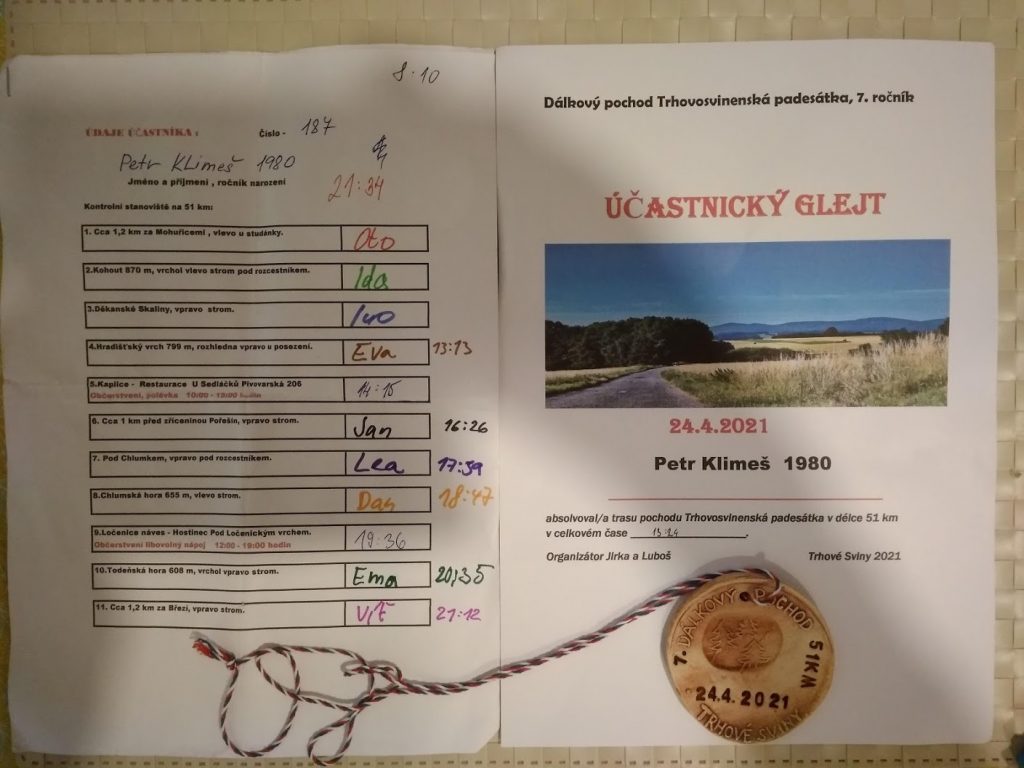 8.10
ÚDAJE ÚČASTNÍKA :
Číslo - 187
Petr Klimeš 1980
Jméno a příjmení , ročník narození
21:34
Kontrolní stanoviště na 51 km:
1. Cca 1,2 km za Mohuřicemi , vlevo u studánky. Oto
2.Kohout 870 m, vrchol vlevo strom pod rozcestníkem. Ida
3.Děkanské Skaliny, vpravo strom. Ivo
4.Hradišťský vrch 799 m, rozhledna vpravo u posezení. Eva 13:13
5.Kaplice - Restaurace U Sedláčků Pivovarská 206 14:15
Občerstvení, polévka 10:00 - 19:00 hodin
6. Cca 1 km před zříceninou Pořešín, vpravo strom. Jan 16:26
7. Pod Chlumkem, vpravo pod rozcestníkem. Lea 17:39
8.Chlumská hora 655 m, vlevo strom. Dan 18:47
9.Ločenice náves - Hostinec Pod Ločenickým vrchem. 19:36
Občerstvení libovolný nápoj 12:00 - 19:00 hodin
10.Todeňská hora 608 m, vrchol vpravo strom. Ema 20:35
11. Cca 1,2 km za Březí, vpravo strom. Vít 21:12
Dálkový pochod Trhovosvinenská padesátka, 7. ročník
ÚČASTNICKÝ GLEJT
24.4.2021
Petr Klimeš 1980
absolvoval/a trasu pochodu Trhovosvinenská padesátka v délce 51 km
v celkovém čase 13:24.
Organizátor Jirka a Luboš
Trhové Sviny 2021
7. DÁLKOVÝ POCHOD 51KM
24.4.2021
TRHOVÉ SVINY